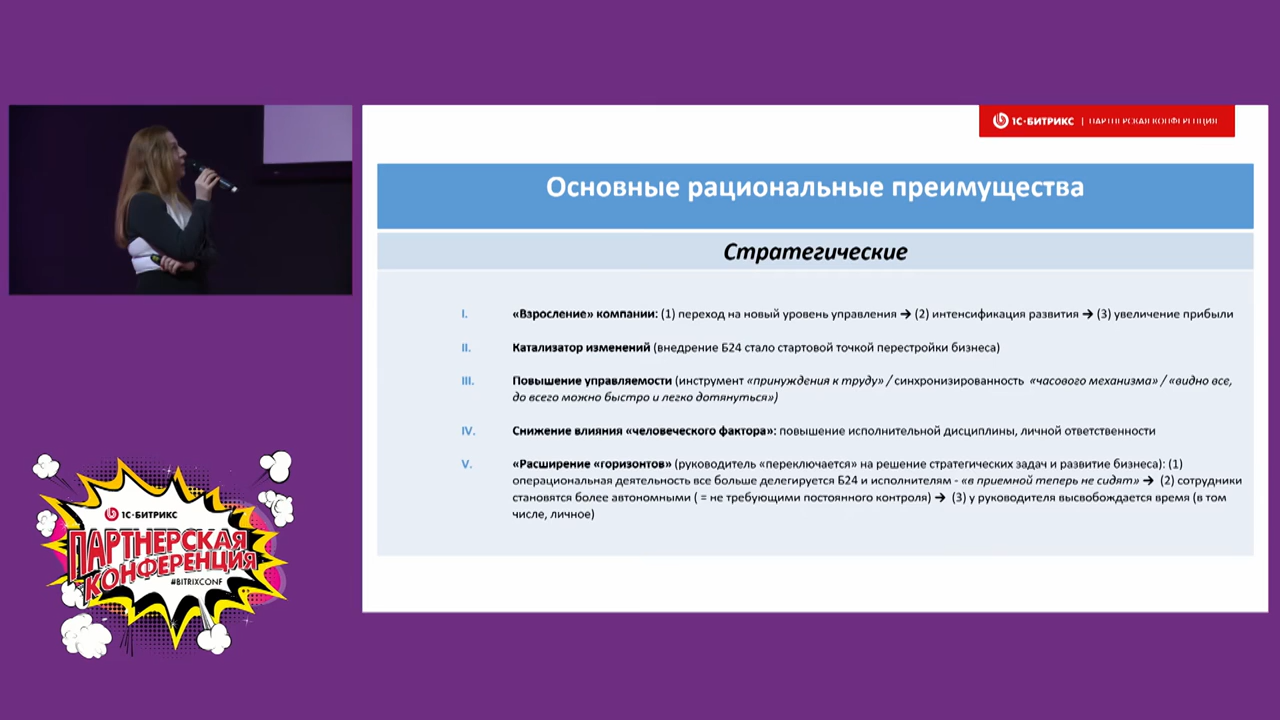 1С-БИТРИКС | ПАРТНЕРСКАЯ КОНФЕРЕНЦИЯ
Основные рациональные преимущества
Стратегические
I. «Взросление» компании: (1) переход на новый уровень управления → (2) интенсификация развития → (3) увеличение прибыли
II. Катализатор изменений (внедрение Б24 стало стартовой точкой перестройки бизнеса)
III. Повышение управляемости (инструмент «принуждения к труду» / синхронизированность «часового механизма» / «видно все,
до всего можно быстро и легко дотянуться»)
IV. Снижение влияния «человеческого фактора»: повышение исполнительной дисциплины, личной ответственности
V. «Расширение «горизонтов» (руководитель «переключается» на решение стратегических задач и развитие бизнеса): (1)
операциональная деятельность все больше делегируется Б24 и исполнителям - «в приемной теперь не сидят» → (2) сотрудники
становятся более автономными ( = не требующими постоянного контроля) → (3) у руководителя высвобождается время (в том
числе, личное)
1С-БИТРИКС
ПАРТНЕРСКАЯ
КОНФЕРЕНЦИЯ
#BITRIXCONF